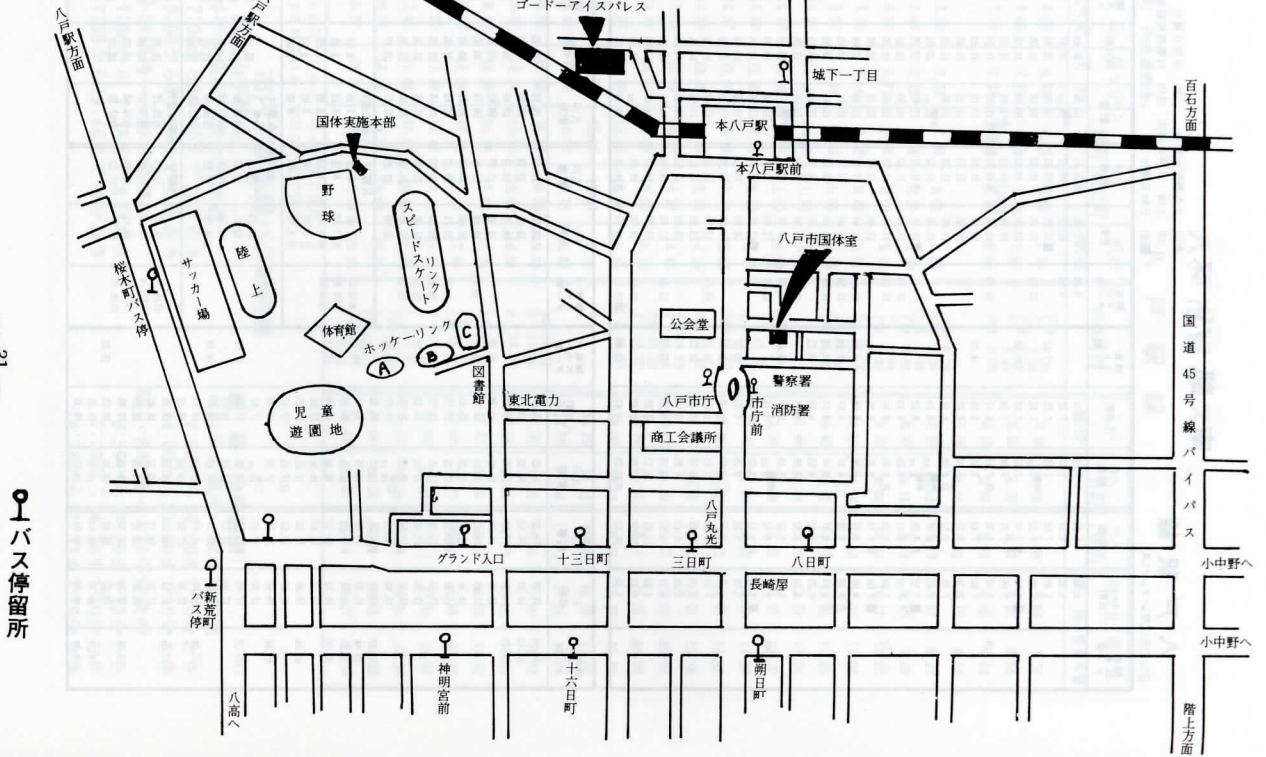 ゴードーアイスパレス
八戸駅方面
戸駅方面
城下一丁目
百石方面
国体実施本部
本八戸駅
本八戸駅前
野球
スピードスケートリンク
八戸市国体室
陸上
サッカー場
桜木町バス停
体育館
ホッケーリンク
A
B
C
公会堂
国道45号線バイパス
図書館
警察署
八戸市庁
市庁前
消防署
東北電力
児童
遊園地
商工会議所
八戸丸光
グランド入口
十三日町
三日町
八日町
小中野へ
長崎屋
新荒町
バス停
小中野へ
神明宮前
十六日町
朔日町
八高へ
階上方面
バス停留所
21